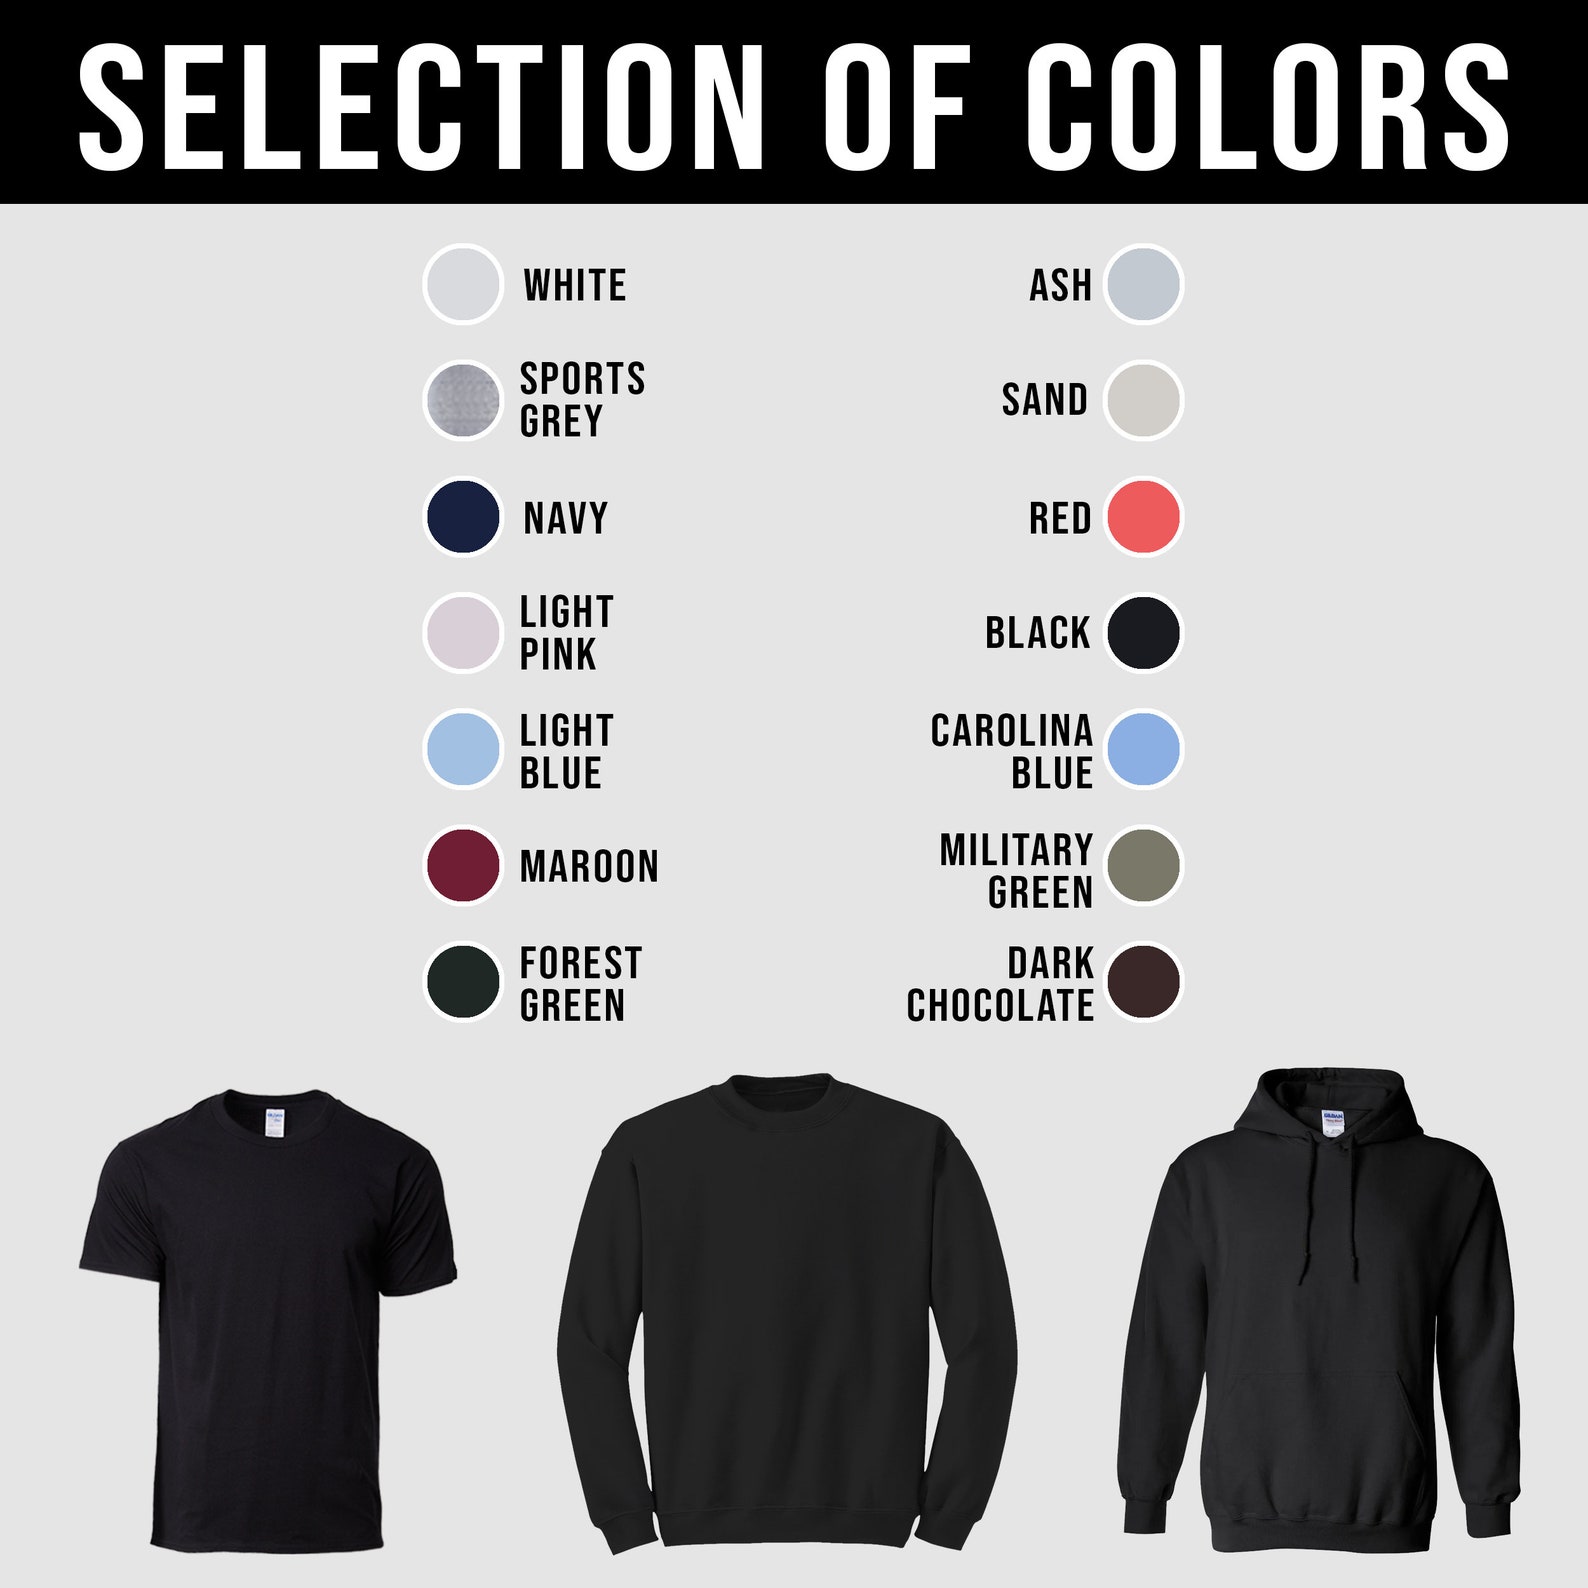 SELECTION OF COLORS
WHITE
SPORTS
GREY
NAVY
LIGHT
PINK
LIGHT
BLUE
MAROON
FOREST
GREEN
ASH
SAND
RED
BLACK
CAROLINA
BLUE
MILITARY
GREEN
DARK
CHOCOLATE
GILDAN